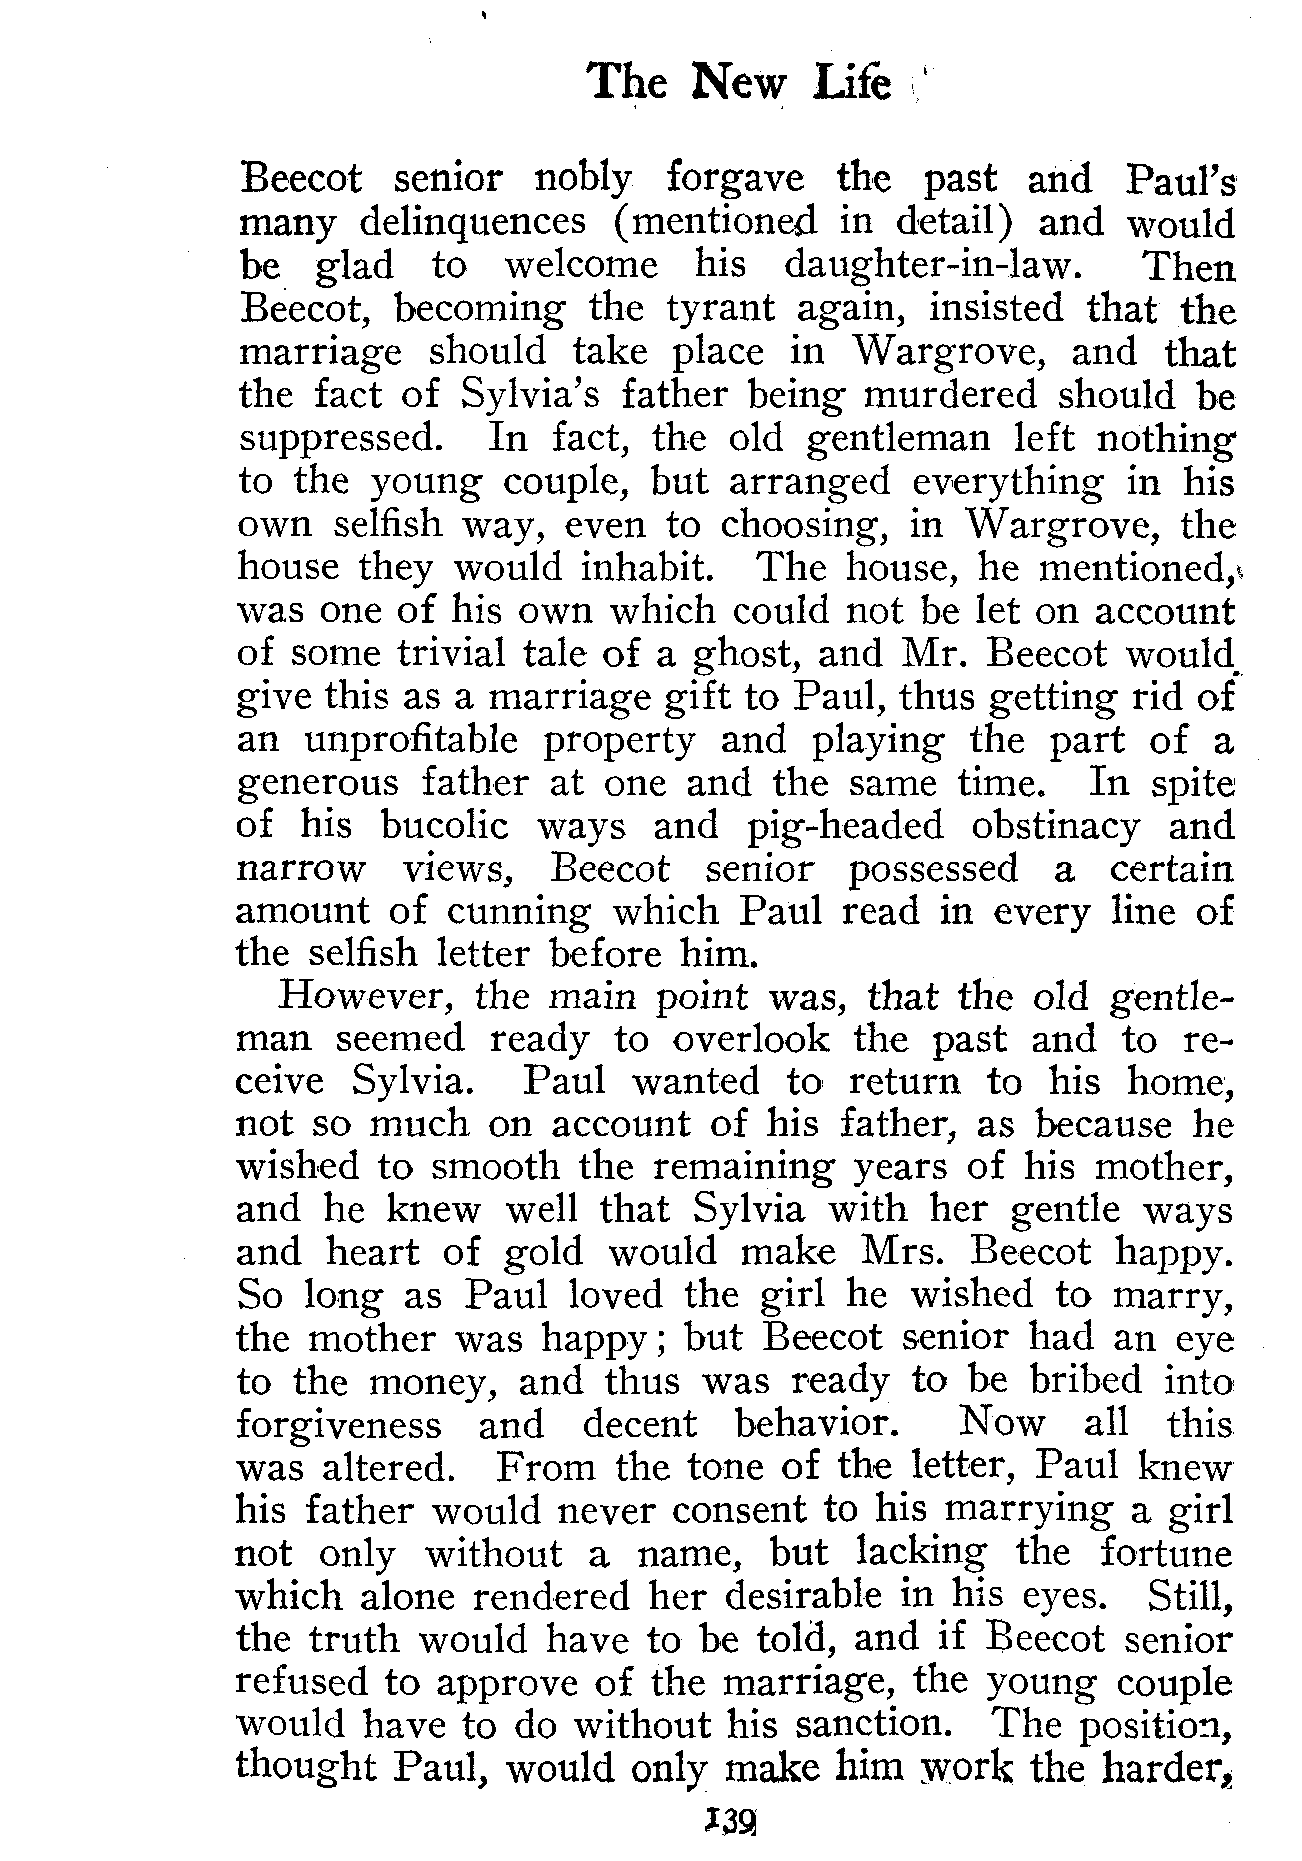 The New Life
Beecot senior nobly forgave the past and Paul's
many delinquences (mentioned in detail) and would
be glad to welcome his daughter-in-law. Then
Beecot, becoming the tyrant again, insisted that the
marriage should take place in Wargrove, and that
the fact of Sylvia's father being murdered should be
suppressed. In fact, the old gentleman left nothing
to the young couple, but arranged everything in his
own selfish way, even to choosing, in Wargrove, the
house they would inhabit. The house, he mentioned,
was one of his own which could not be let on account
of some trivial tale of a ghost, and Mr. Beecot would
give this as a marriage gift to Paul, thus getting rid of
an unprofitable property and playing the part of a
generous father at one and the same time. In spite
of his bucolic ways and pig-headed obstinacy and
narrow views, Beecot senior possessed a certain
amount of cunning which Paul read in every line of
the selfish letter before him.
However, the main point was, that the old gentle-
man seemed ready to overlook the past and to re-
ceive Sylvia. Paul wanted to return to his home,
not so much on account of his father, as because he
wished to smooth the remaining years of his mother,
and he knew well that Sylvia with her gentle ways
and heart of gold would make Mrs. Beecot happy.
So long as Paul loved the girl he wished to marry,
the mother was happy; but Beecot senior had an eye
to the money, and thus was ready to be bribed into
forgiveness and decent behavior. Now all this
was altered. From the tone of the letter, Paul knew
his father would never consent to his marrying a girl
not only without a name, but lacking the fortune
which alone rendered her desirable in his eyes. Still,
the truth would have to be told, and if Beecot senior
refused to approve of the marriage, the young couple
would have to do without his sanction. The position,
thought Paul, would only make him work the harder,
139